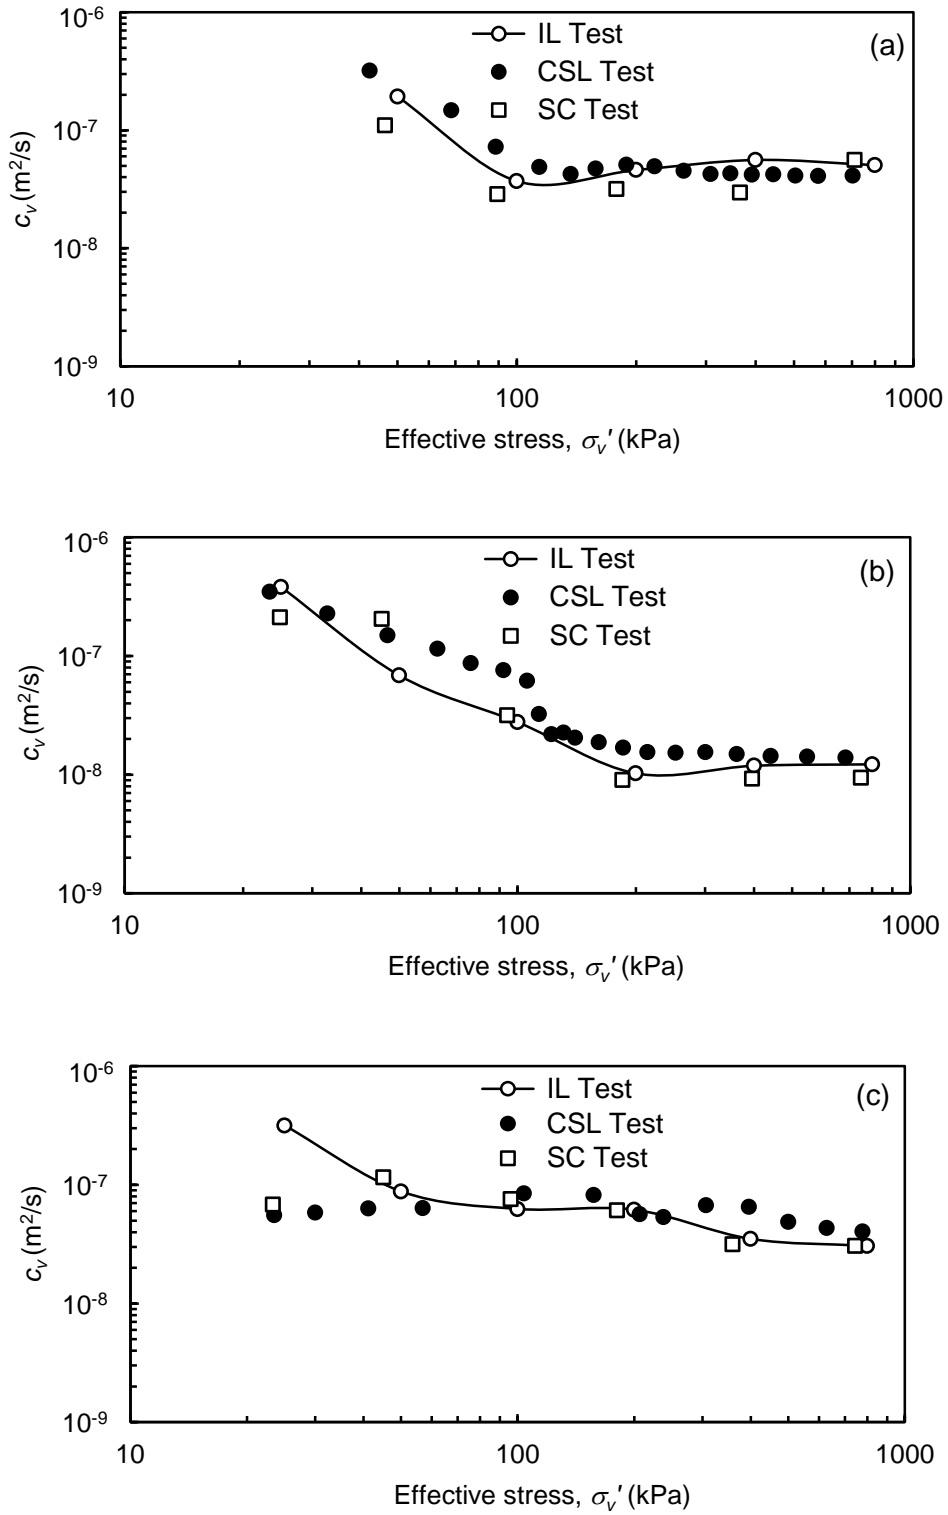 10-6
IL Test
(a)
CSL Test
SC Test
10-7
cv (m2/s)
10-8
10-9
10
100
1000
Effective stress, σv' (kPa)
10-6
IL Test
(b)
CSL Test
SC Test
10-7
cv (m2/s)
10-8
10-9
10
100
1000
Effective stress, σv' (kPa)
10-6
IL Test
(c)
CSL Test
SC Test
10-7
cv (m2/s)
10-8
10-9
10
100
1000
Effective stress, σv' (kPa)